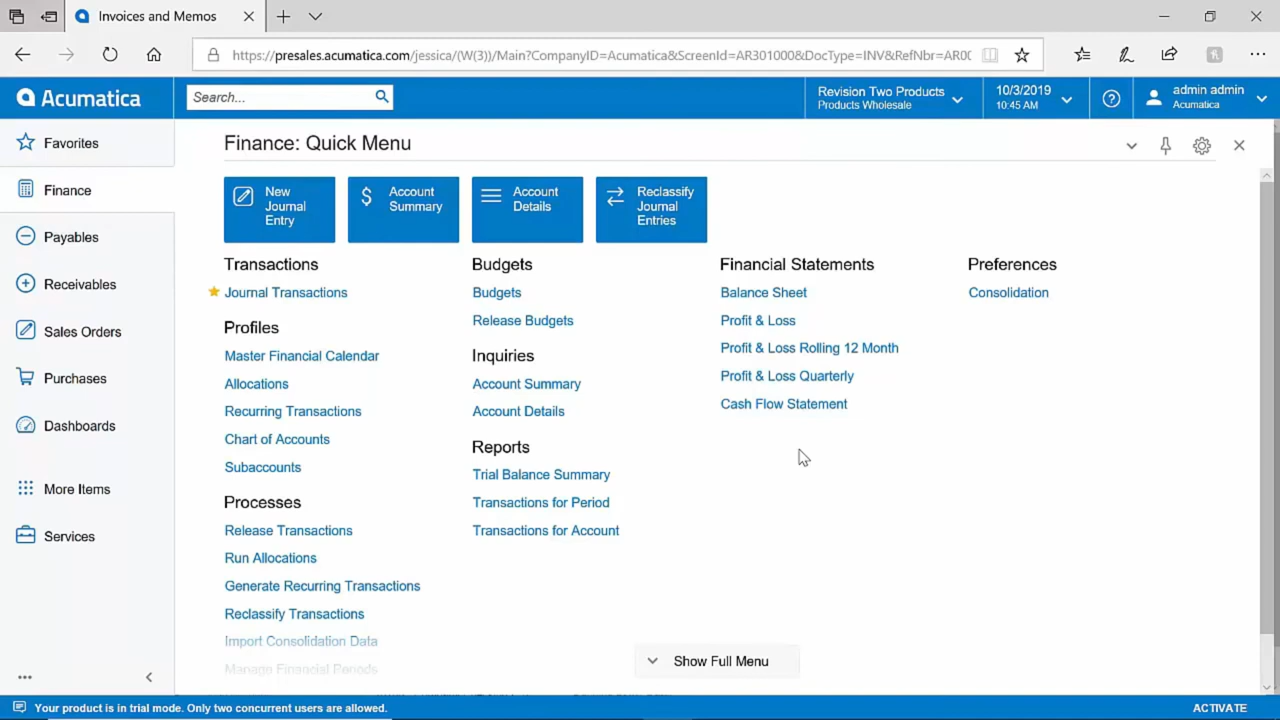 Invoices and Memos
https://presales.acumatica.com/jessica/(W(3))/Main?CompanyID=Acumatica&ScreenId=AR301000&DocType=INV&RefNbr=AR00
Acumatica
Search...
Revision Two Products
Products Wholesale
10/3/2019
10:45 AM
admin admin
Acumatica
Favorites
Finance
Payables
Receivables
Sales Orders
Purchases
Dashboards
More Items
Services
Finance: Quick Menu
New
Journal
Entry
Account
Summary
Account
Details
Reclassify
Journal
Entries
Transactions
Journal Transactions
Profiles
Master Financial Calendar
Allocations
Recurring Transactions
Chart of Accounts
Subaccounts
Processes
Release Transactions
Run Allocations
Generate Recurring Transactions
Reclassify Transactions
Import Consolidation Data
Manage Financial Periods
Budgets
Budgets
Release Budgets
Inquiries
Account Summary
Account Details
Reports
Trial Balance Summary
Transactions for Period
Transactions for Account
Financial Statements
Balance Sheet
Profit & Loss
Profit & Loss Rolling 12 Month
Profit & Loss Quarterly
Cash Flow Statement
Preferences
Consolidation
Show Full Menu
Your product is in trial mode. Only two concurrent users are allowed.
ACTIVATE